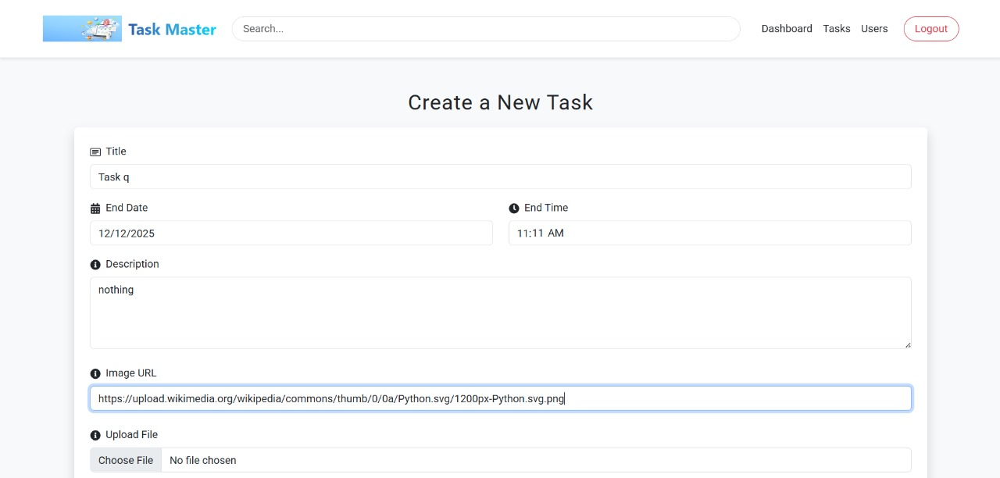 Task Master Search... Dashboard Tasks Users Logout
Create a New Task
Title
Task q
End Date End Time
12/12/2025 11:11 AM
Description
nothing
Image URL
https://upload.wikimedia.org/wikipedia/commons/thumb/0/0a/Python.svg/1200px-Python.svg.png
Upload File
Choose File No file chosen